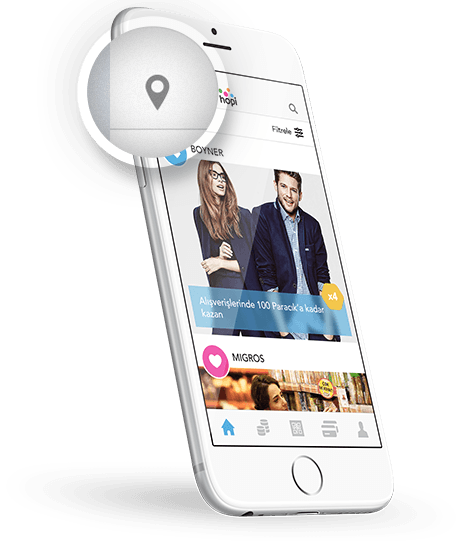 hopi
Filtrele
BOYNER
x4
Alışverişlerinde 100 Paracık'a kadar
kazan
MIGROS